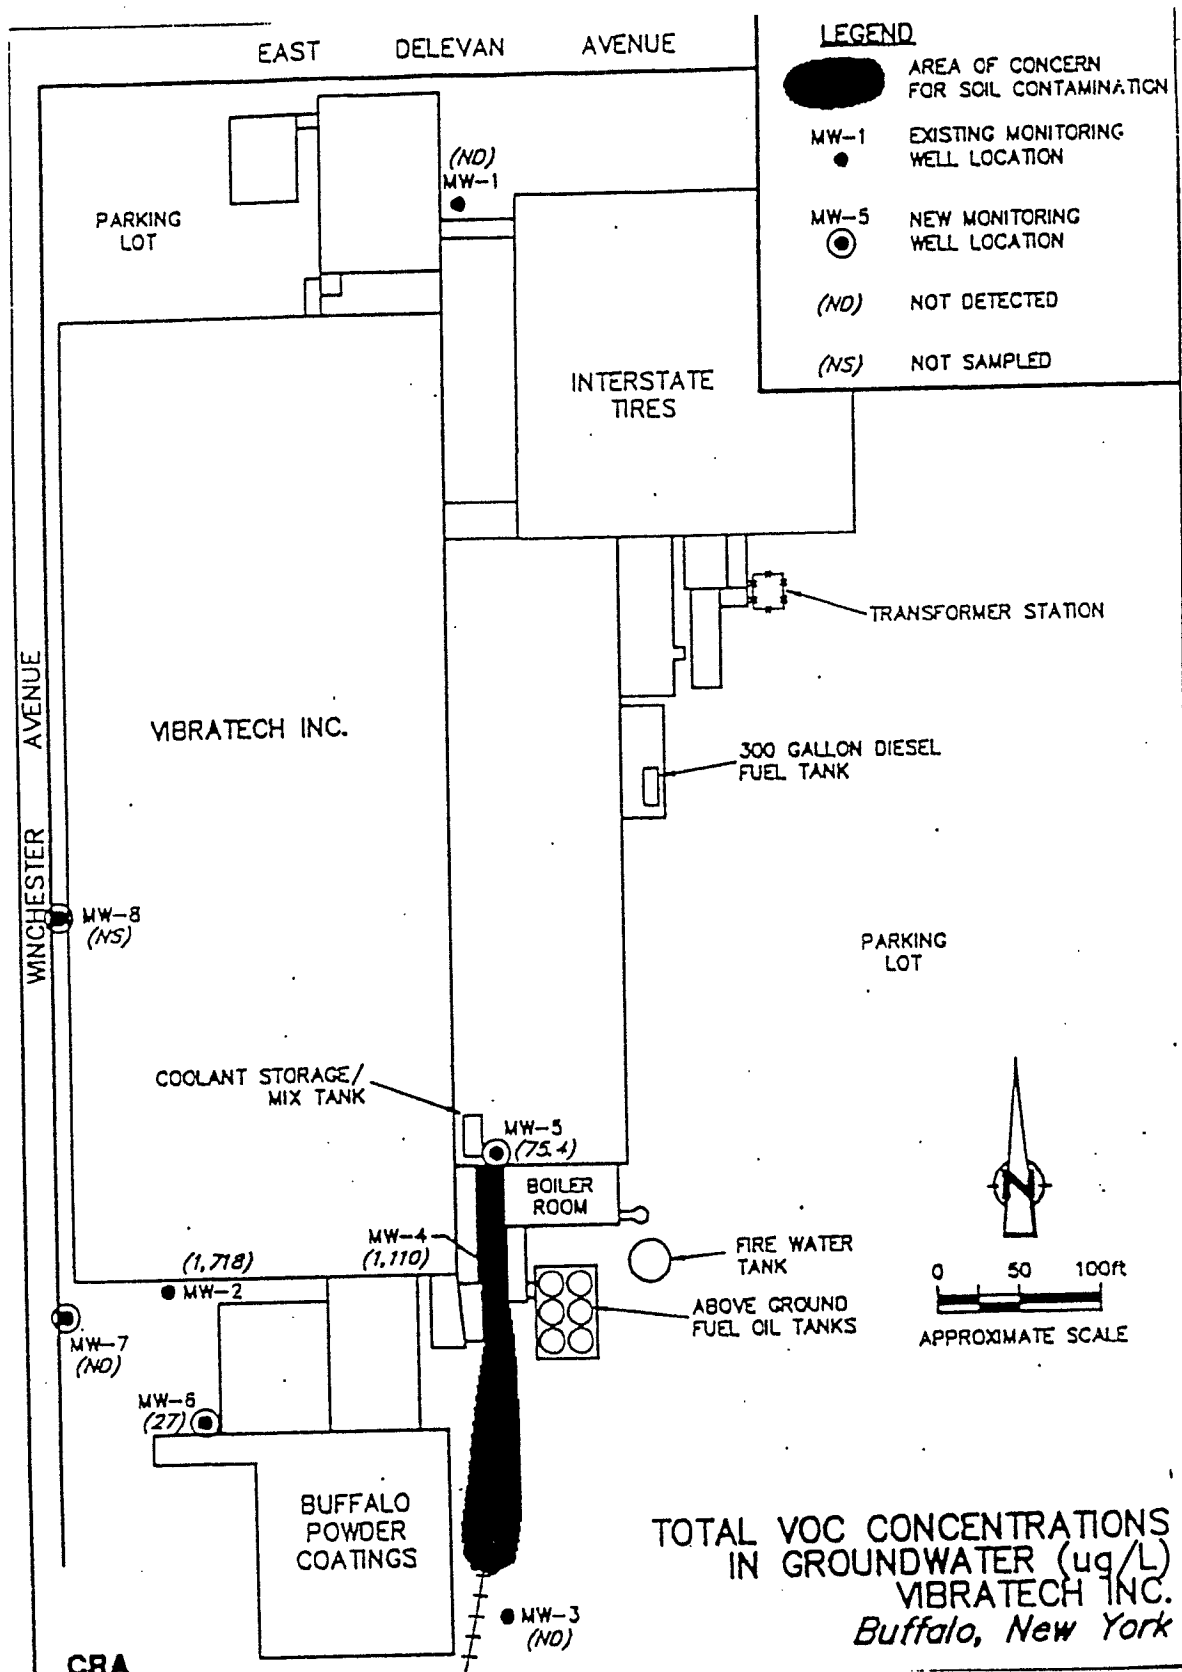 EAST DELEVAN AVENUE
LEGEND
AREA OF CONCERN
FOR SOIL CONTAMINATION
MW-1
EXISTING MONITORING
WELL LOCATION
MW-5
NEW MONITORING
WELL LOCATION
(ND)
NOT DETECTED
(NS)
NOT SAMPLED
(ND)
MW-1
PARKING
LOT
INTERSTATE
TIRES
TRANSFORMER STATION
WINCHESTER AVENUE
VIBRATECH INC.
300 GALLON DIESEL
FUEL TANK
MW-8
(NS)
PARKING
LOT
COOLANT STORAGE/
MIX TANK
MW-5
(75.4)
BOILER
ROOM
N
MW-4
(1,110)
(1,718)
MW-2
FIRE WATER
TANK
0 50 100ft
APPROXIMATE SCALE
ABOVE GROUND
FUEL OIL TANKS
MW-7
(ND)
MW-6
(27)
BUFFALO
POWDER
COATINGS
TOTAL VOC CONCENTRATIONS
IN GROUNDWATER (ug/L)
VIBRATECH INC.
Buffalo, New York
MW-3
(ND)
CRA